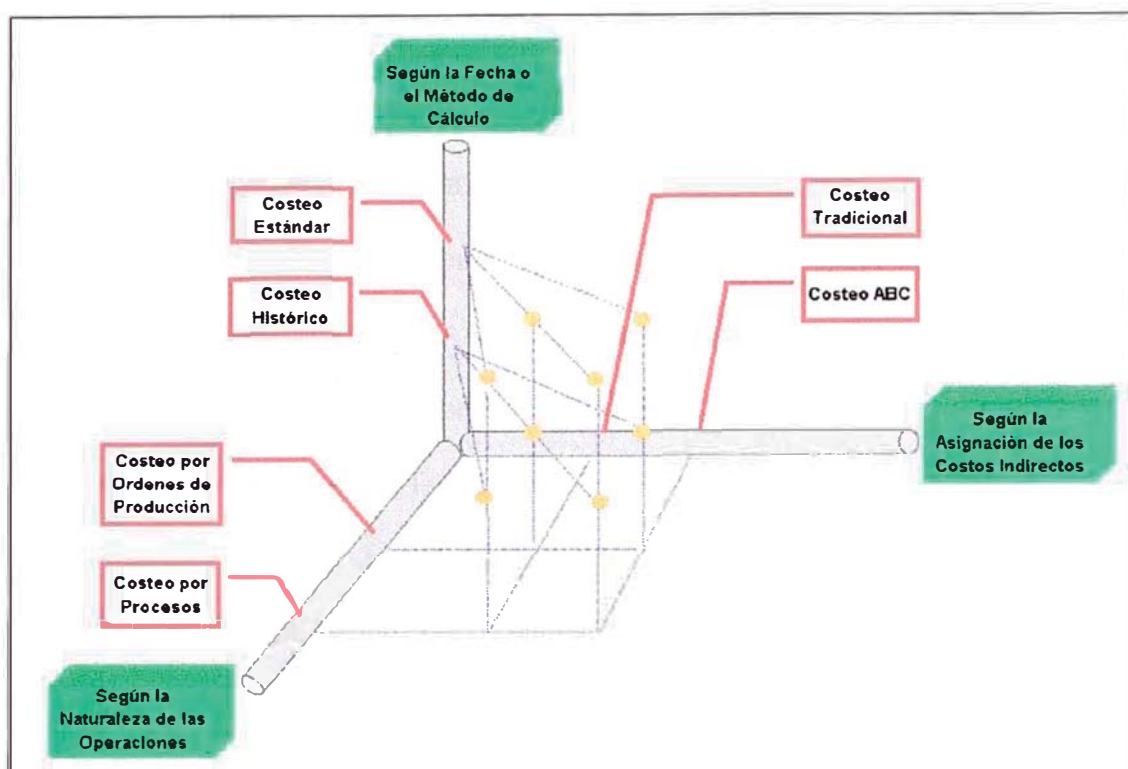 Según la Fecha o
el Método de
Cálculo
Costeo
Estándar
Costeo
Tradicional
Costeo
Histórico
Costeo ABC
Según la
Asignación de los
Costos Indirectos
Costeo por
Ordenes de
Producción
Costeo por
Procesos
Según la
Naturaleza de las
Operaciones